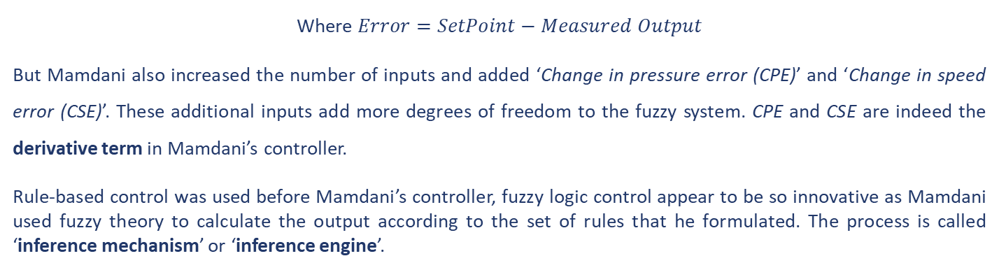 Where Error = SetPoint − Measured Output
But Mamdani also increased the number of inputs and added ‘Change in pressure error (CPE)’ and ‘Change in speed
error (CSE)’. These additional inputs add more degrees of freedom to the fuzzy system. CPE and CSE are indeed the
derivative term in Mamdani’s controller.
Rule-based control was used before Mamdani’s controller, fuzzy logic control appear to be so innovative as Mamdani
used fuzzy theory to calculate the output according to the set of rules that he formulated. The process is called
‘inference mechanism’ or ‘inference engine’.